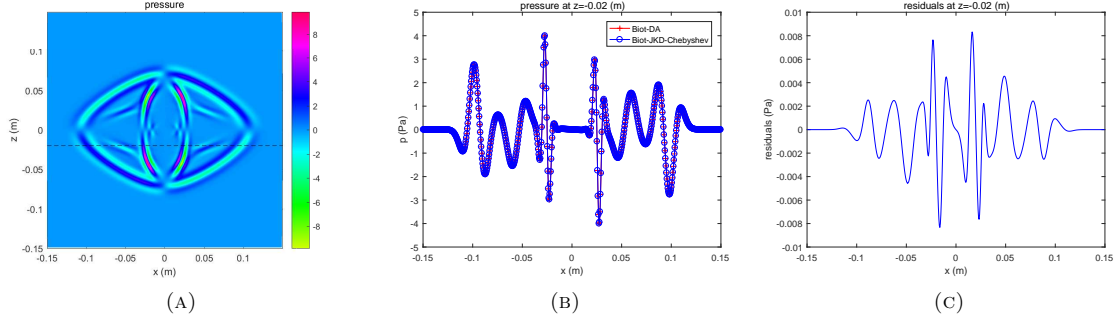 pressure
0.1
0.05
0
-0.05
-0.1
-0.15
z (m)
-0.15 -0.1 -0.05 0 0.05 0.1
x (m)
8
6
4
2
0
-2
-4
-6
-8
(A)
pressure at z=-0.02 (m)
Biot-DA
Biot-JKD-Chebyshev
5
4
3
2
1
0
-1
-2
-3
-4
5
p (Pa)
-0.15 -0.1 -0.05 0 0.05 0.1 0.15
x (m)
(B)
residuals at z=-0.02 (m)
0.01
0.008
0.006
0.004
0.002
0
-0.002
-0.004
-0.006
-0.008
-0.01
residuals (Pa)
-0.15 -0.1 -0.05 0 0.05 0.1 0.15
x (m)
(C)